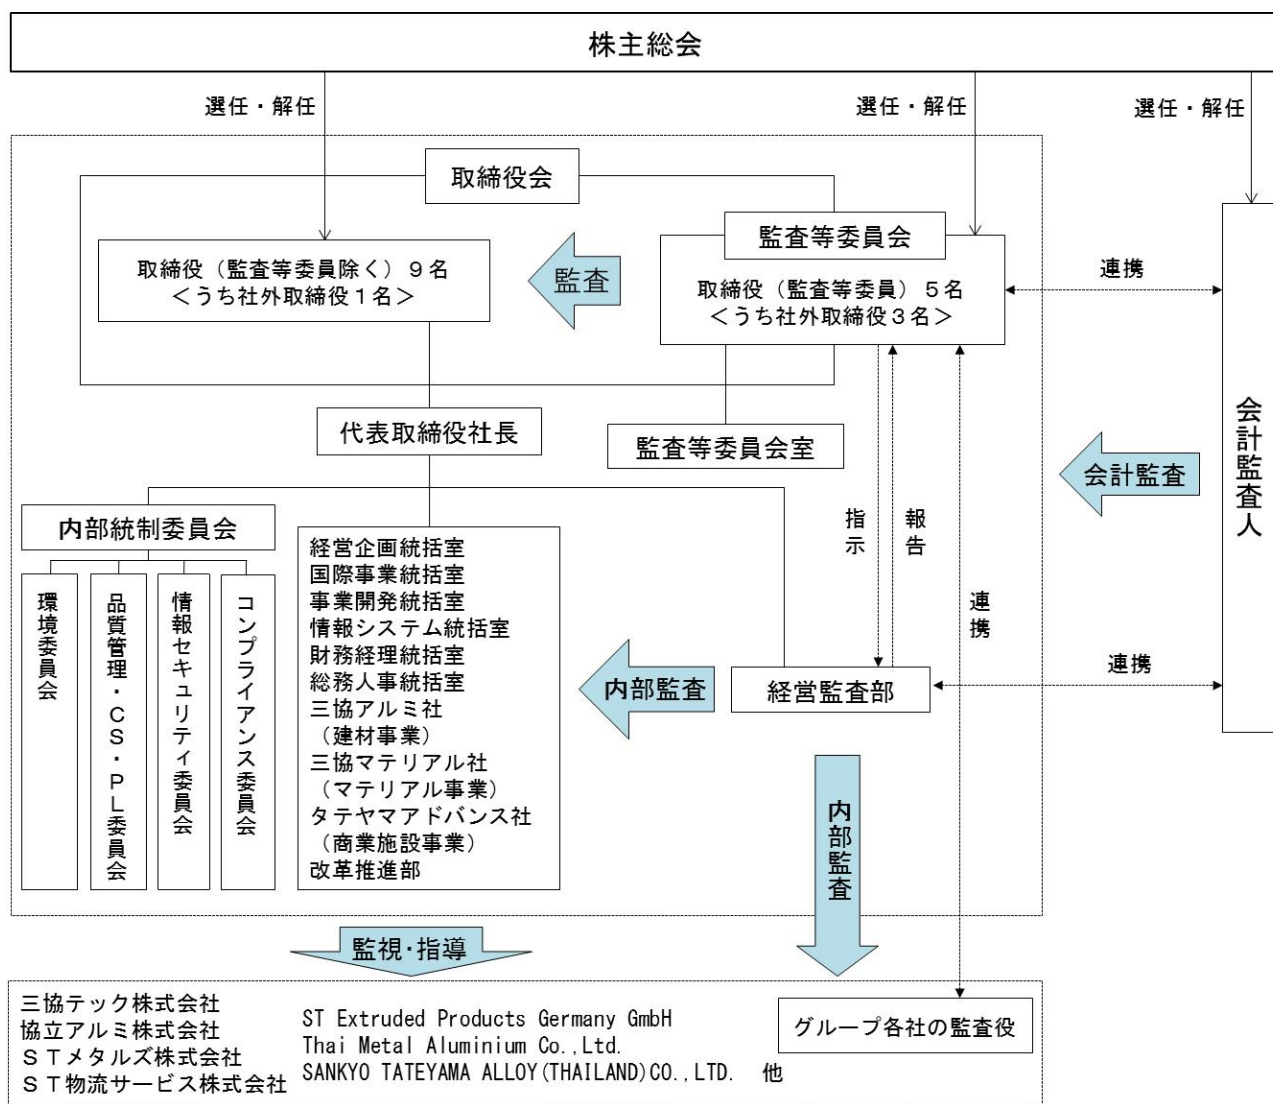 株主総会
選任・解任
選任・解任
選任・解任
取締役会
監査等委員会
取締役（監査等委員除く）９名
＜うち社外取締役１名＞
監査
取締役（監査等委員）５名
＜うち社外取締役３名＞
連携
代表取締役社長
監査等委員会室
会計監査
会計監査人
内部統制委員会
環境委員会
品質管理・ＣＳ・ＰＬ委員会
情報セキュリティ委員会
コンプライアンス委員会
経営企画統括室
国際事業統括室
事業開発統括室
情報システム統括室
財務経理統括室
総務人事統括室
三協アルミ社
（建材事業）
三協マテリアル社
（マテリアル事業）
タテヤマアドバンス社
（商業施設事業）
改革推進部
指示
報告
連携
内部監査
経営監査部
連携
内部監査
監視・指導
三協テック株式会社
協立アルミ株式会社
ＳＴメタルズ株式会社
ＳＴ物流サービス株式会社
ST Extruded Products Germany GmbH
Thai Metal Aluminium Co.,Ltd.
SANKYO TATEYAMA ALLOY(THAILAND)CO.,LTD.　他
グループ各社の監査役